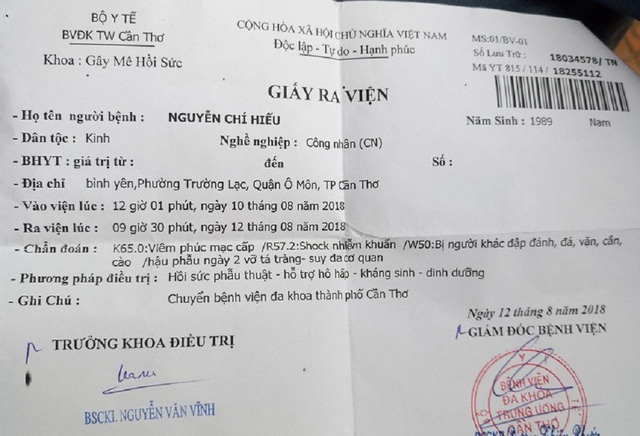 BỘ Y TẾ
BVĐK TW Cần Thơ
Khoa : Gây Mê Hồi Sức
CỘNG HÒA XÃ HỘI CHỦ NGHĨA VIỆT NAM
Độc lập - Tự do - Hạnh phúc
MS:01/BV-01
Số Lưu Trữ : 18034578/ TN
Mã YT 815 / 114 / 18255112
GIẤY RA VIỆN
- Họ tên người bệnh : NGUYỄN CHÍ HIẾU Năm Sinh : 1989 Nam
- Dân tộc : Kinh Nghề nghiệp : Công nhân (CN)
- BHYT : giá trị từ : đến Số :
- Địa chỉ bình yên,Phường Trường Lạc, Quận Ô Môn, TP Cần Thơ
- Vào viện lúc : 12 giờ 01 phút, ngày 10 tháng 08 năm 2018
- Ra viện lúc : 09 giờ 30 phút, ngày 12 tháng 08 năm 2018
- Chẩn đoán : K65.0:Viêm phúc mạc cấp /R57.2:Shock nhiễm khuẩn /W50:Bị người khác đập đánh, đá, vặn, cắn,
cào /hậu phẫu ngày 2 vỡ tá tràng- suy đa cơ quan
- Phương pháp điều trị : Hồi sức phẫu thuật - hỗ trợ hô hấp - kháng sinh - dinh dưỡng
- Ghi Chú : Chuyển bệnh viện đa khoa thành phố Cần Thơ
Ngày 12 tháng 8 năm 2018
TRƯỞNG KHOA ĐIỀU TRỊ
GIÁM ĐỐC BỆNH VIỆN
BSCKI. NGUYỄN VĂN VĨNH
BỆNH VIỆN
ĐA KHOA
TRUNG ƯƠNG
CẦN THƠ